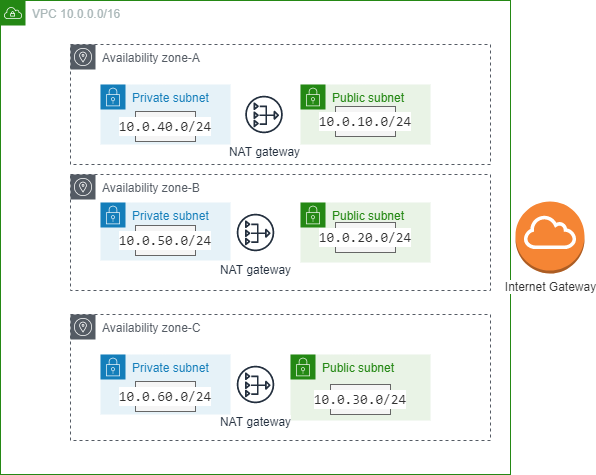 VPC 10.0.0.0/16
Availability zone-A
Private subnet
Public subnet
10.0.40.0/24
10.0.10.0/24
NAT gateway
Availability zone-B
Private subnet
Public subnet
10.0.50.0/24
10.0.20.0/24
NAT gateway
Internet Gateway
Availability zone-C
Private subnet
Public subnet
10.0.60.0/24
10.0.30.0/24
NAT gateway